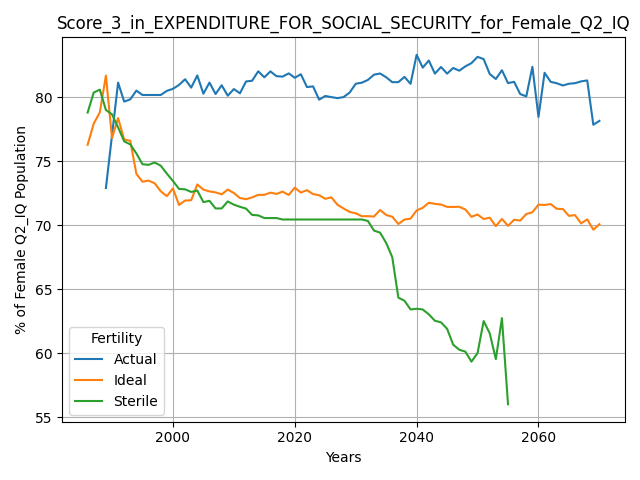 Score_3_in_EXPENDITURE_FOR_SOCIAL_SECURITY_for_Female_Q2_IQ
% of Female Q2_IQ Population
80
75
70
65
60
55
Fertility
Actual
Ideal
Sterile
2000 2020 2040 2060
Years